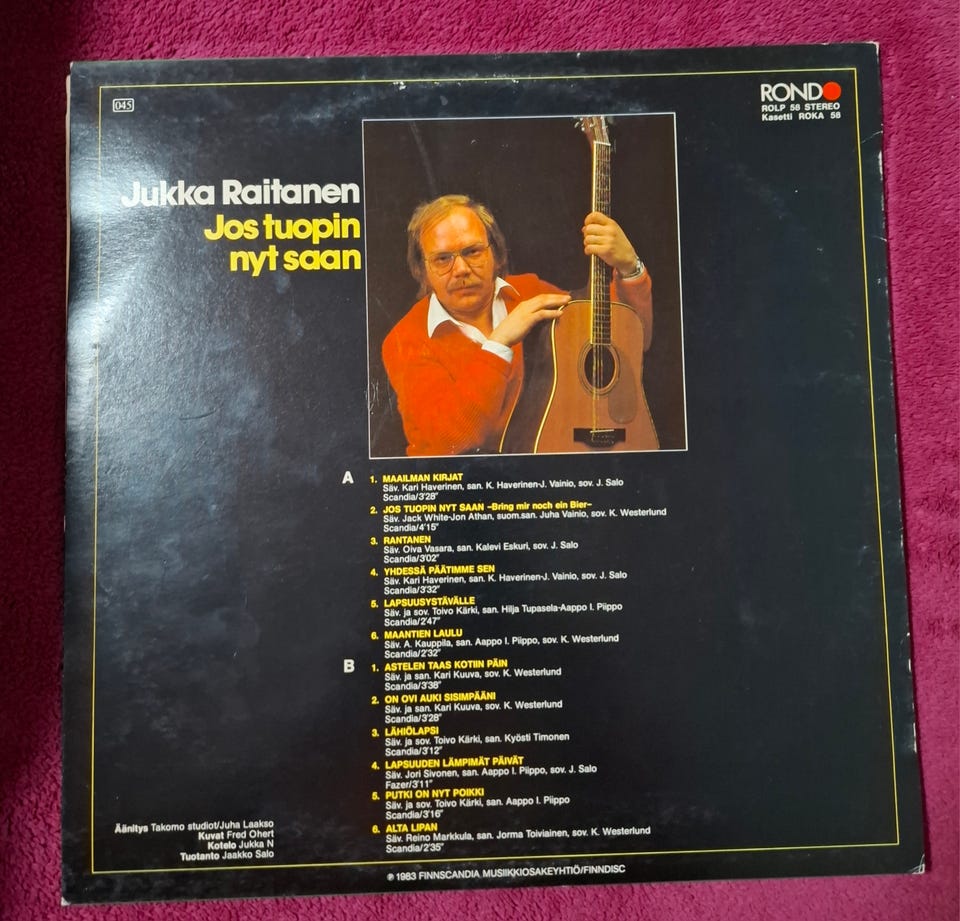 045
RONDO
ROLP 58 STEREO
Kasetti ROKA 58
Jukka Raitanen
Jos tuopin
nyt saan
A
1. MAAILMAN KIRJAT
Säv. Kari Haverinen, san. K. Haverinen-J. Vainio, sov. J. Salo
Scandia/3'28"
2. JOS TUOPIN NYT SAAN –Bring mir noch ein Bier–
Säv. Jack White-Jon Athan, suom.san. Juha Vainio, sov. K. Westerlund
Scandia/4'15"
3. RANTANEN
Säv. Oiva Vasara, san. Kalevi Eskuri, sov. J. Salo
Scandia/3'02"
4. YHDESSÄ PÄÄTIMME SEN
Säv. Kari Haverinen, san. K. Haverinen-J. Vainio, sov. J. Salo
Scandia/3'32"
5. LAPSUUSYSTÄVÄLLE
Säv. ja sov. Toivo Kärki, san. Hilja Tupasela-Aappo I. Piippo
Scandia/2'47"
6. MAANTIEN LAULU
Säv. A. Kauppila, san. Aappo I. Piippo, sov. K. Westerlund
Scandia/2'32"
B
1. ASTELEN TAAS KOTIIN PÄIN
Säv. ja san. Kari Kuuva, sov. K. Westerlund
Scandia/3'38"
2. ON OVI AUKI SISIMPÄÄNI
Säv. ja san. Kari Kuuva, sov. K. Westerlund
Scandia/3'28"
3. LÄHIÖLAPSI
Säv. ja sov. Toivo Kärki, san. Kyösti Timonen
Scandia/3'12"
4. LAPSUUDEN LÄMPIMÄT PÄIVÄT
Säv. Jori Sivonen, san. Aappo I. Piippo, sov. J. Salo
Fazer/3'11"
5. PUTKI ON NYT POIKKI
Säv. ja sov. Toivo Kärki, san. Aappo I. Piippo
Scandia/3'16"
6. ALTA LIPAN
Säv. Reino Markkula, san. Jorma Toiviainen, sov. K. Westerlund
Scandia/2'35"
Äänitys Takomo studiot/Juha Laakso
Kuvat Fred Ohert
Kotelo Jukka N
Tuotanto Jaakko Salo
℗ 1983 FINNSCANDIA MUSIIKKIOSAKEYHTIÖ/FINNDISC